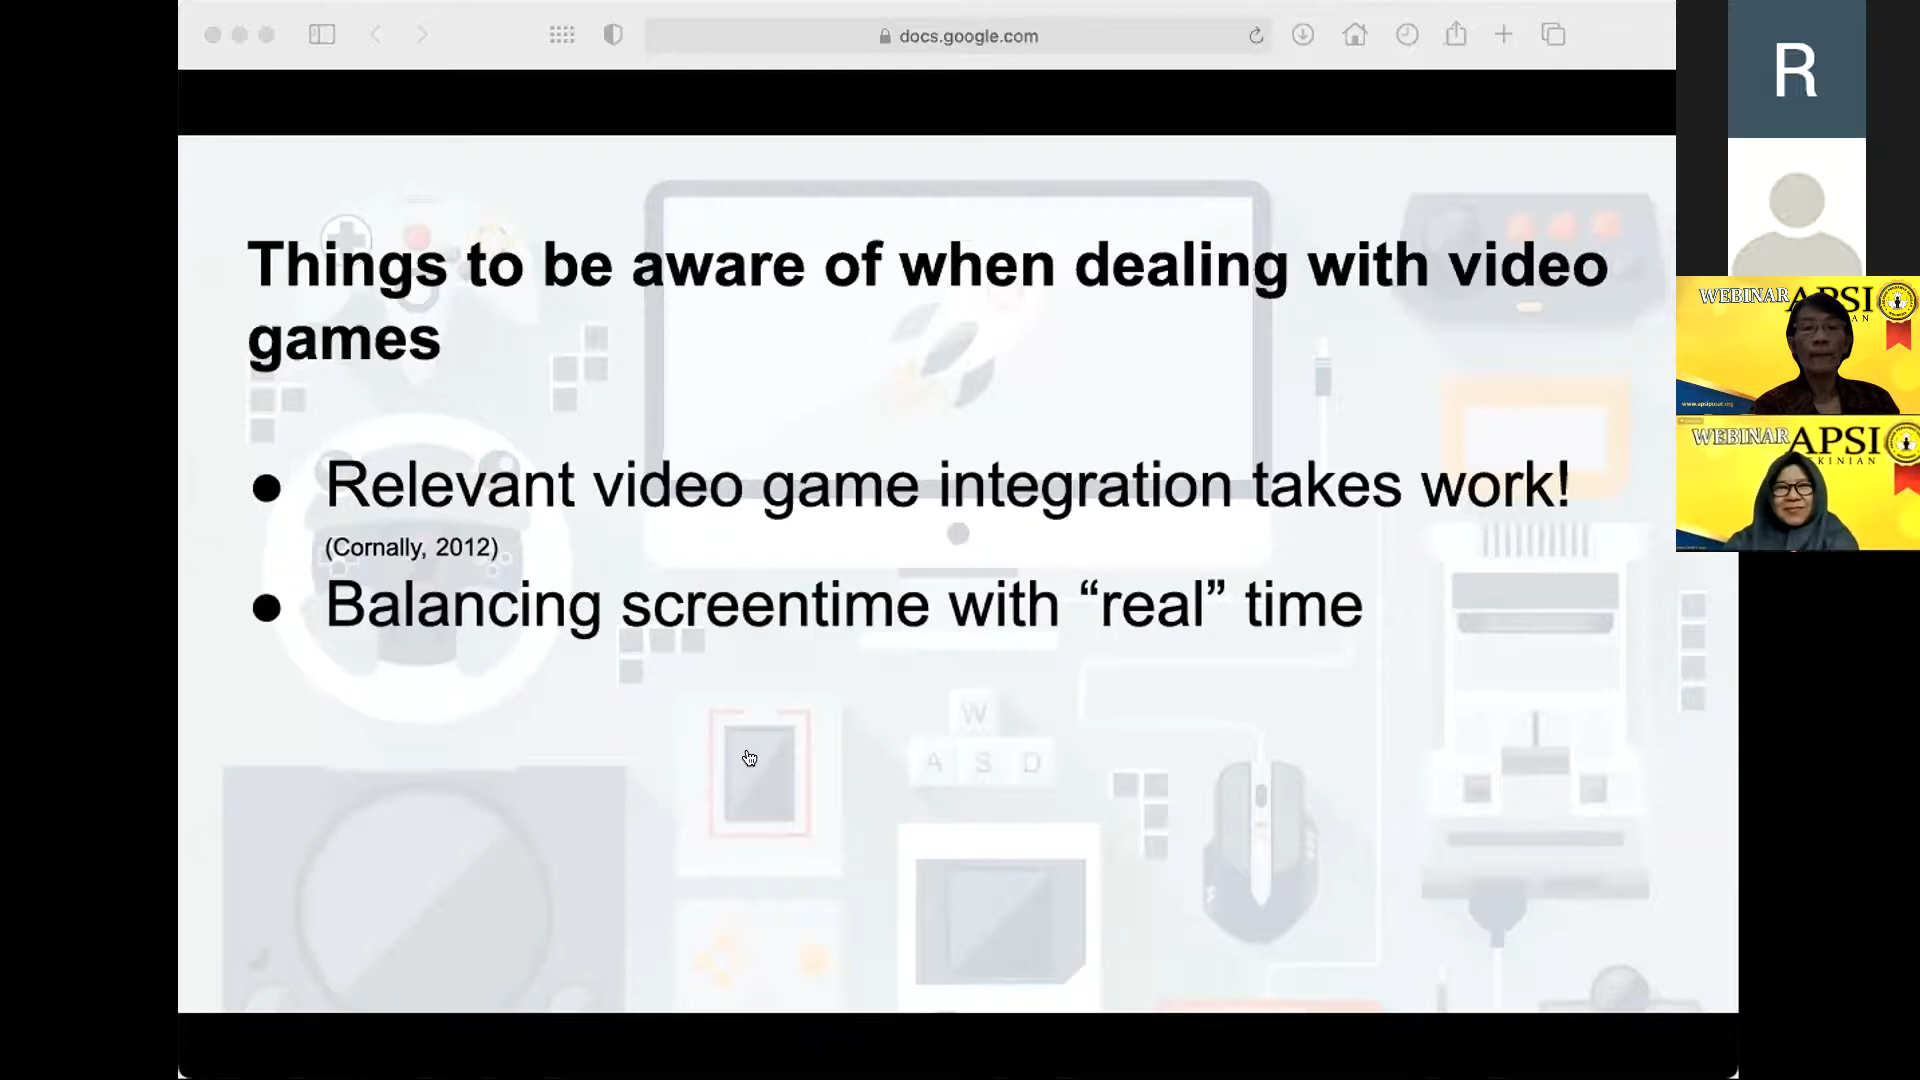 docs.google.com
R
Things to be aware of when dealing with video
games
● Relevant video game integration takes work!
(Cornally, 2012)
● Balancing screentime with “real” time
W
A S D
WEBINAR APSI
www.apsipusat.org
WEBINAR APSI
KINIAN